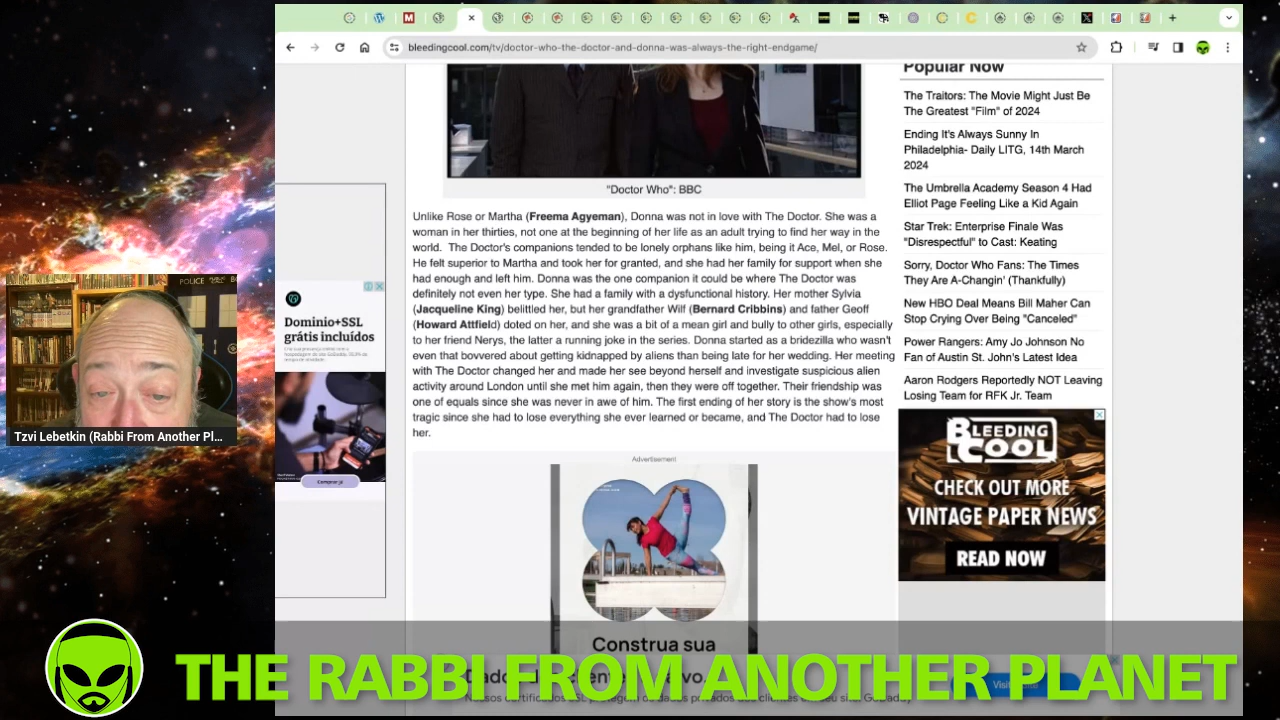 bleedingcool.com/tv/doctor-who-the-doctor-and-donna-was-always-the-right-endgame/
"Doctor Who": BBC
Unlike Rose or Martha (Freema Agyeman), Donna was not in love with The Doctor. She was a
woman in her thirties, not one at the beginning of her life as an adult trying to find her way in the
world.  The Doctor's companions tended to be lonely orphans like him, being it Ace, Mel, or Rose.
He felt superior to Martha and took her for granted, and she had her family for support when she
had enough and left him. Donna was the one companion it could be where The Doctor was
definitely not even her type. She had a family with a dysfunctional history. Her mother Sylvia
(Jacqueline King) belittled her, but her grandfather Wilf (Bernard Cribbins) and father Geoff
(Howard Attfield) doted on her, and she was a bit of a mean girl and bully to other girls, especially
to her friend Nerys, the latter a running joke in the series. Donna started as a bridezilla who wasn't
even that bovvered about getting kidnapped by aliens than being late for her wedding. Her meeting
with The Doctor changed her and made her see beyond herself and investigate suspicious alien
activity around London until she met him again, then they were off together. Their friendship was
one of equals since she was never in awe of him. The first ending of her story is the show's most
tragic since she had to lose everything she ever learned or became, and The Doctor had to lose
her.
Advertisement
Construa sua
Popular Now
The Traitors: The Movie Might Just Be
The Greatest "Film" of 2024
Ending It's Always Sunny In
Philadelphia- Daily LITG, 14th March
2024
The Umbrella Academy Season 4 Had
Elliot Page Feeling Like a Kid Again
Star Trek: Enterprise Finale Was
"Disrespectful" to Cast: Keating
Sorry, Doctor Who Fans: The Times
They Are A-Changin' (Thankfully)
New HBO Deal Means Bill Maher Can
Stop Crying Over Being "Canceled"
Power Rangers: Amy Jo Johnson No
Fan of Austin St. John's Latest Idea
Aaron Rodgers Reportedly NOT Leaving
Losing Team for RFK Jr. Team
BLEEDING
COOL
CHECK OUT MORE
VINTAGE PAPER NEWS
READ NOW
Dominio+SSL
grátis incluídos
Comprar já
POLICE
Tzvi Lebetkin (Rabbi From Another Pl...
THE RABBI FROM ANOTHER PLANET